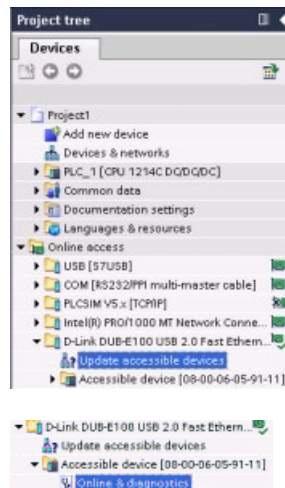 Project tree
Devices
Project1
Add new device
Devices & networks
PLC_1 [CPU 1214C DC/DC/DC]
Common data
Documentation settings
Languages & resources
Online access
USB [S7USB]
COM [RS232/PPI multi-master cable]
PLCSIM V5.x [TCP/IP]
Intel(R) PRO/1000 MT Network Conne...
D-Link DUB-E100 USB 2.0 Fast Ethern...
Update accessible devices
Accessible device [08-00-06-05-91-11]
D-Link DUB-E100 USB 2.0 Fast Ethern...
Update accessible devices
Accessible device [08-00-06-05-91-11]
Online & diagnostics